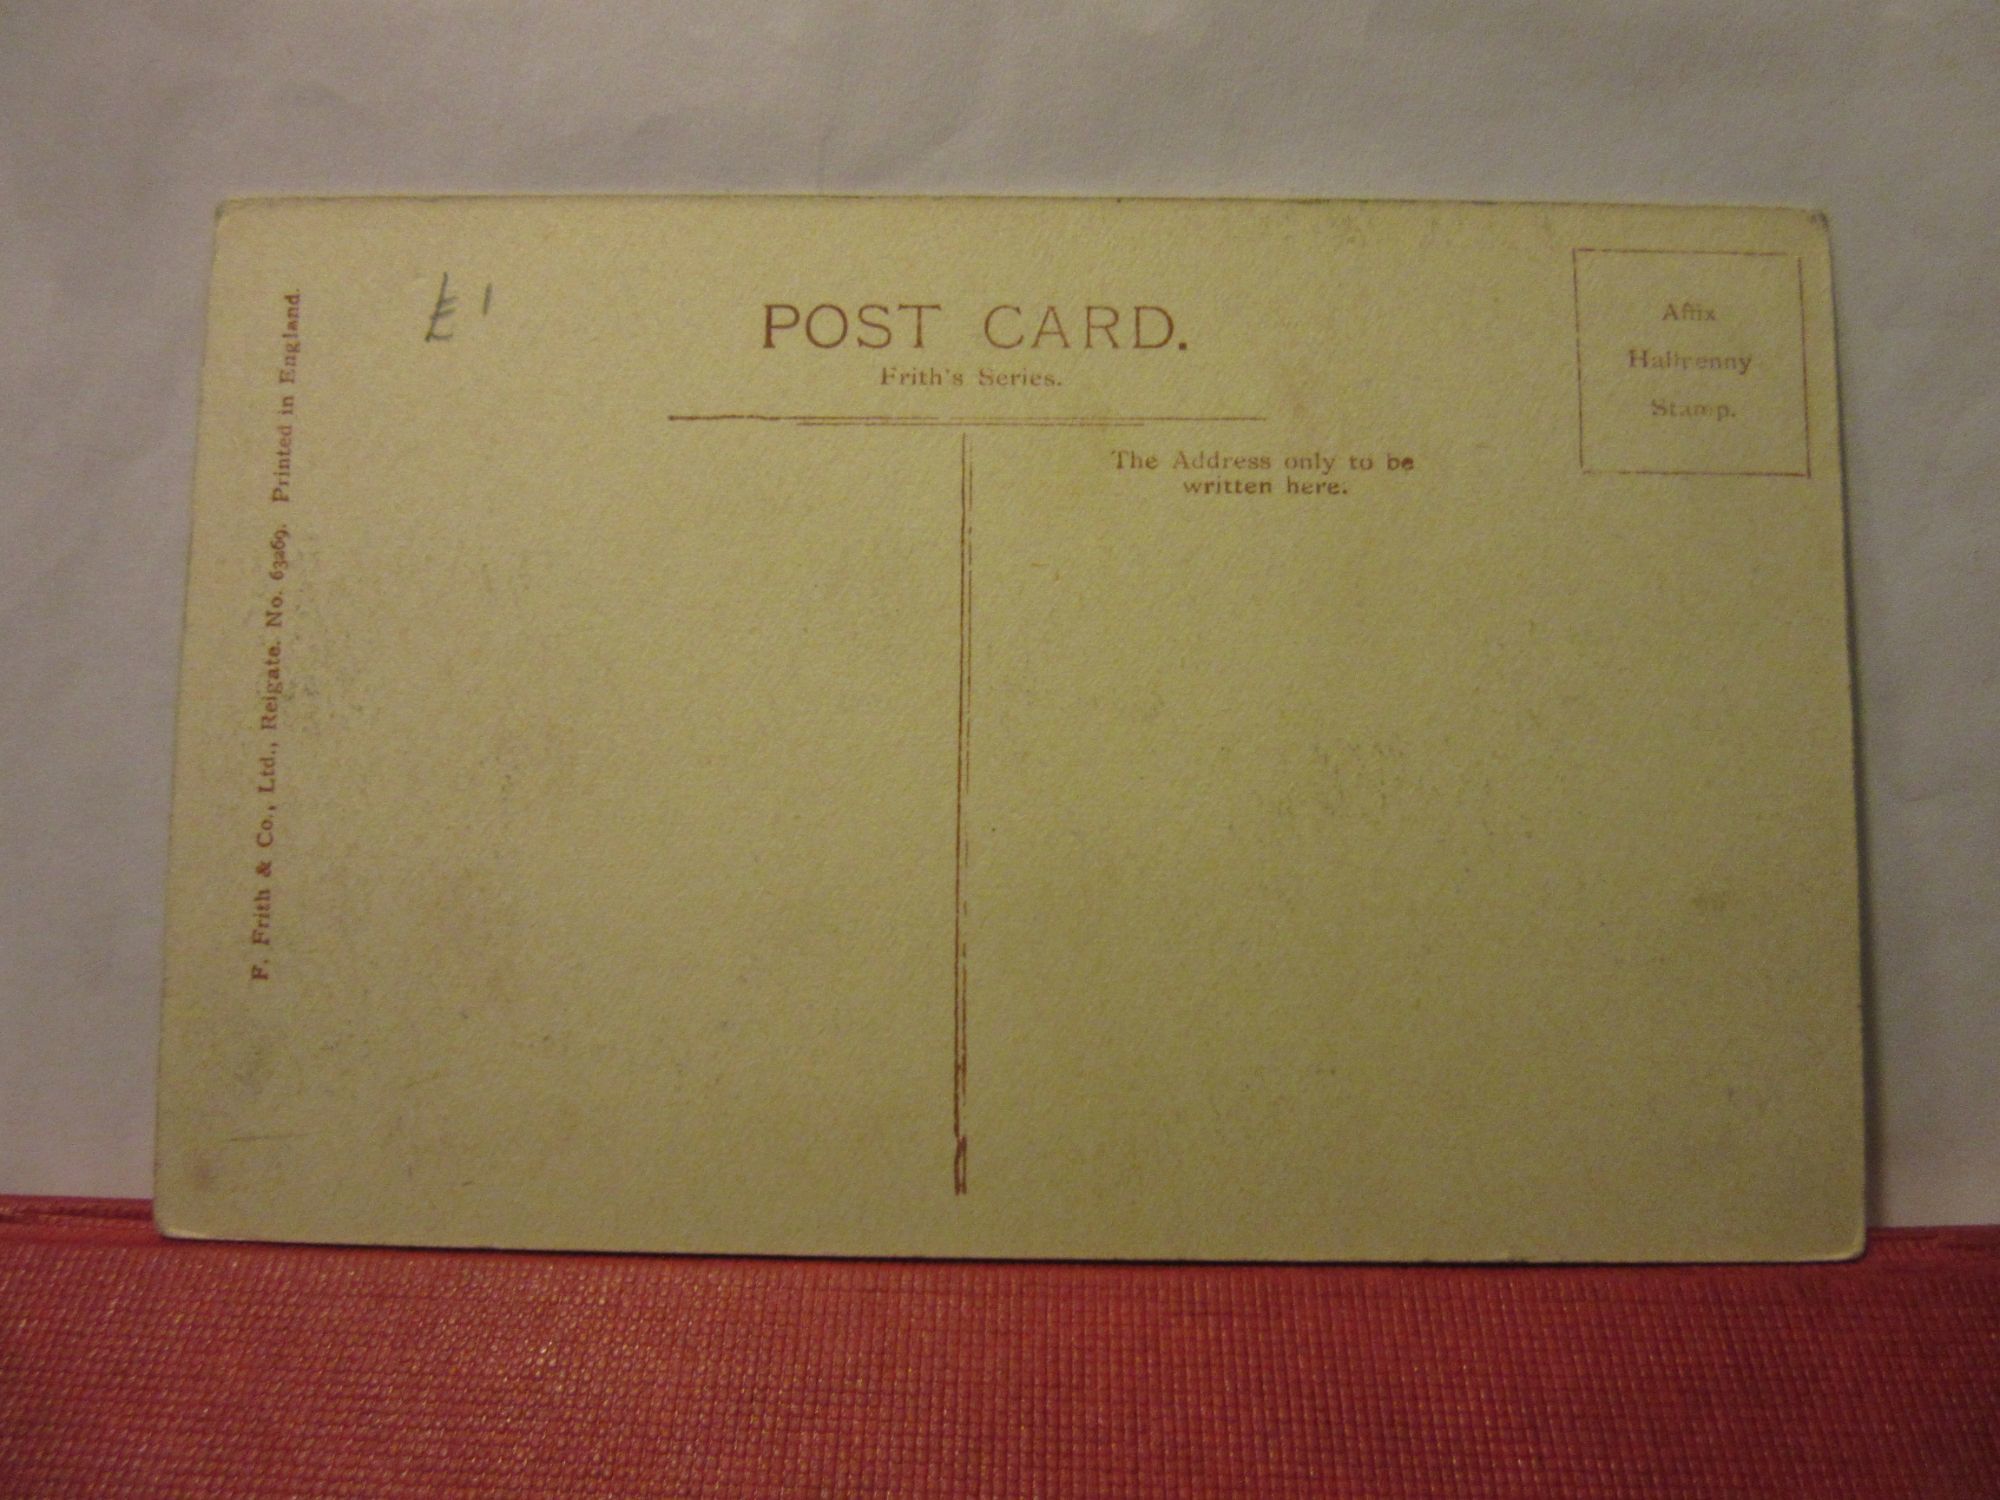 £1
POST CARD.
Frith's Series.
Affix
Halfpenny
Stamp.
The Address only to be
written here.
F. Frith & Co., Ltd., Reigate. No. 63269. Printed in England.